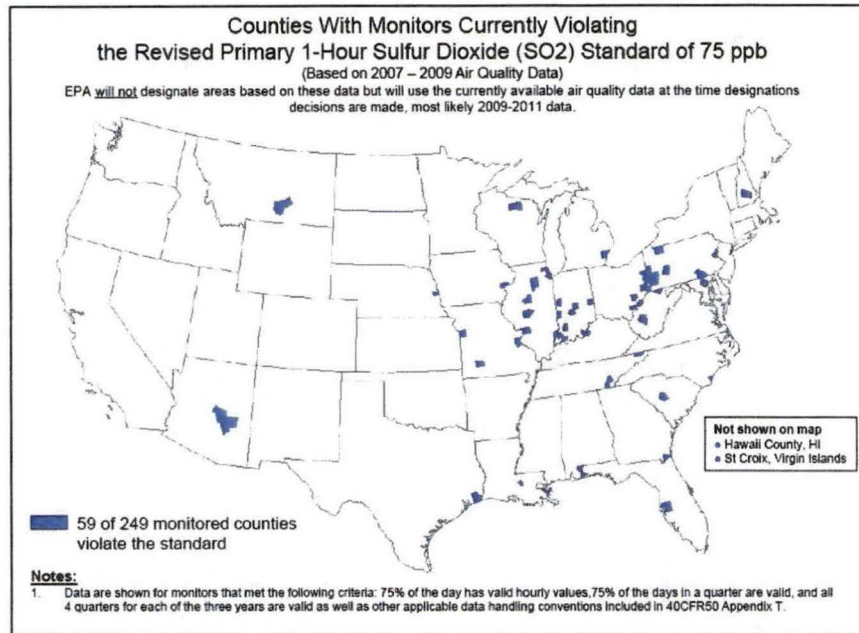 Counties With Monitors Currently Violating
the Revised Primary 1-Hour Sulfur Dioxide (SO2) Standard of 75 ppb
(Based on 2007 – 2009 Air Quality Data)
EPA will not designate areas based on these data but will use the currently available air quality data at the time designations
decisions are made, most likely 2009-2011 data.
Not shown on map
• Hawaii County, HI
• St Croix, Virgin Islands
59 of 249 monitored counties
violate the standard
Notes:
1. Data are shown for monitors that met the following criteria: 75% of the day has valid hourly values,75% of the days in a quarter are valid, and all
4 quarters for each of the three years are valid as well as other applicable data handling conventions included in 40CFR50 Appendix T.